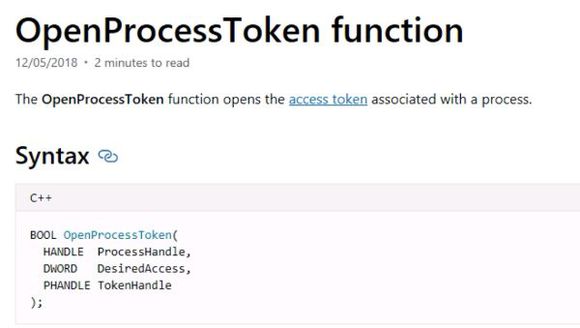 OpenProcessToken function
12/05/2018 • 2 minutes to read
The OpenProcessToken function opens the access token associated with a process.
Syntax
C++
BOOL OpenProcessToken(
  HANDLE  ProcessHandle,
  DWORD   DesiredAccess,
  PHANDLE TokenHandle
);